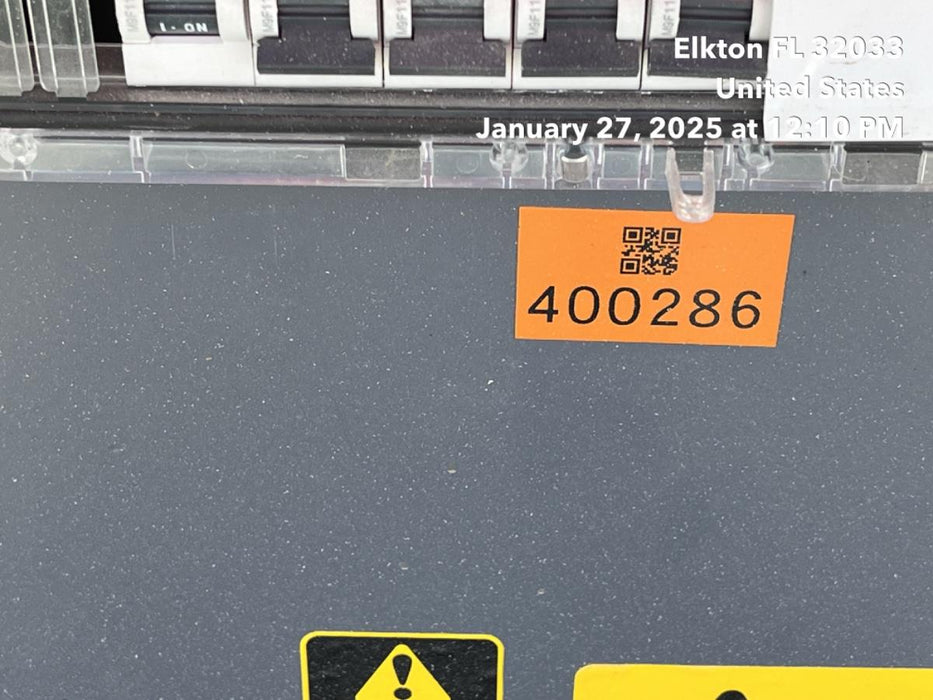 I - ON
Elkton FL 32033
United States
January 27, 2025 at 12:10 PM
400286